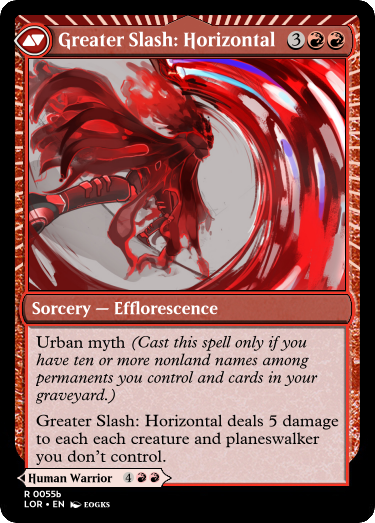 Greater Slash: Horizontal 3
Sorcery — Efflorescence
Urban myth (Cast this spell only if you
have ten or more nonland names among
permanents you control and cards in your
graveyard.)
Greater Slash: Horizontal deals 5 damage
to each each creature and planeswalker
you don't control.
Human Warrior 4
R 0055b
LOR • EN EOGKS